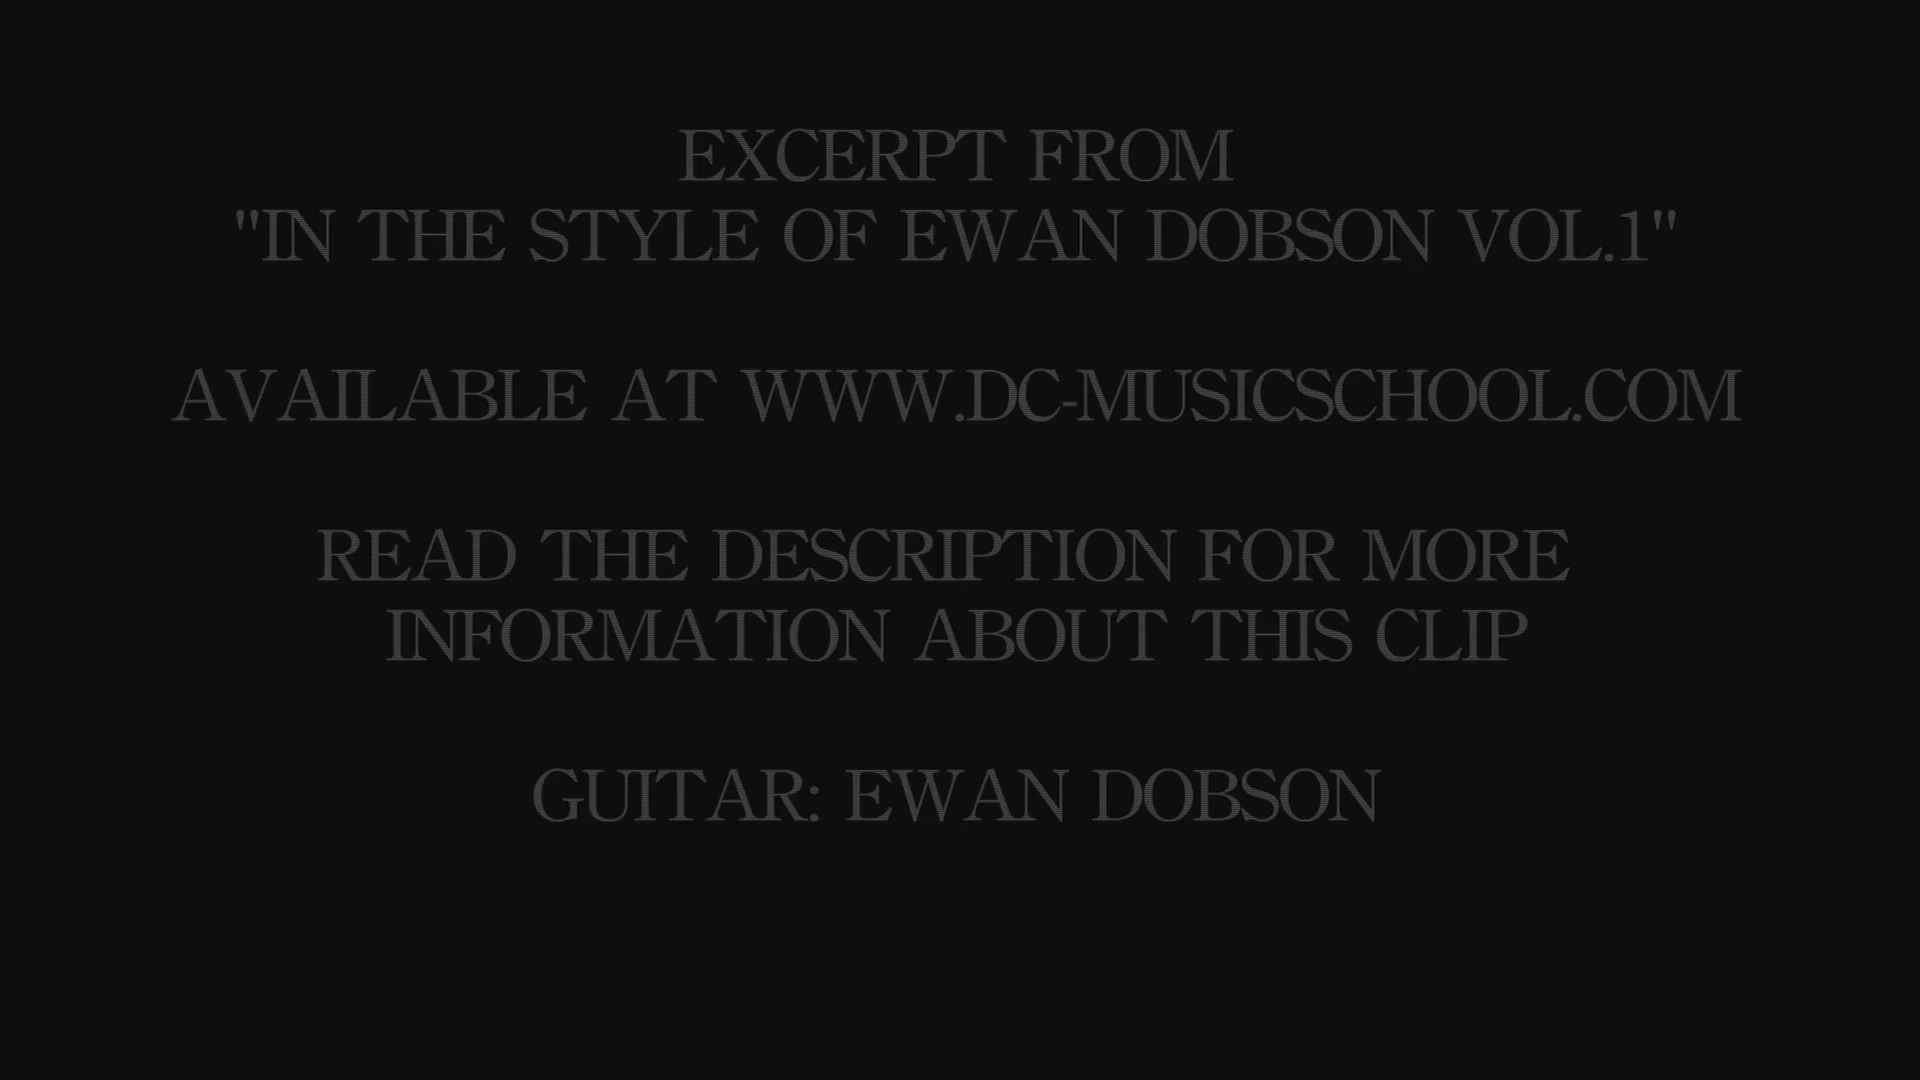 EXCERPT FROM
"IN THE STYLE OF EWAN DOBSON VOL.1"
AVAILABLE AT WWW.DC-MUSICSCHOOL.COM
READ THE DESCRIPTION FOR MORE
INFORMATION ABOUT THIS CLIP
GUITAR: EWAN DOBSON